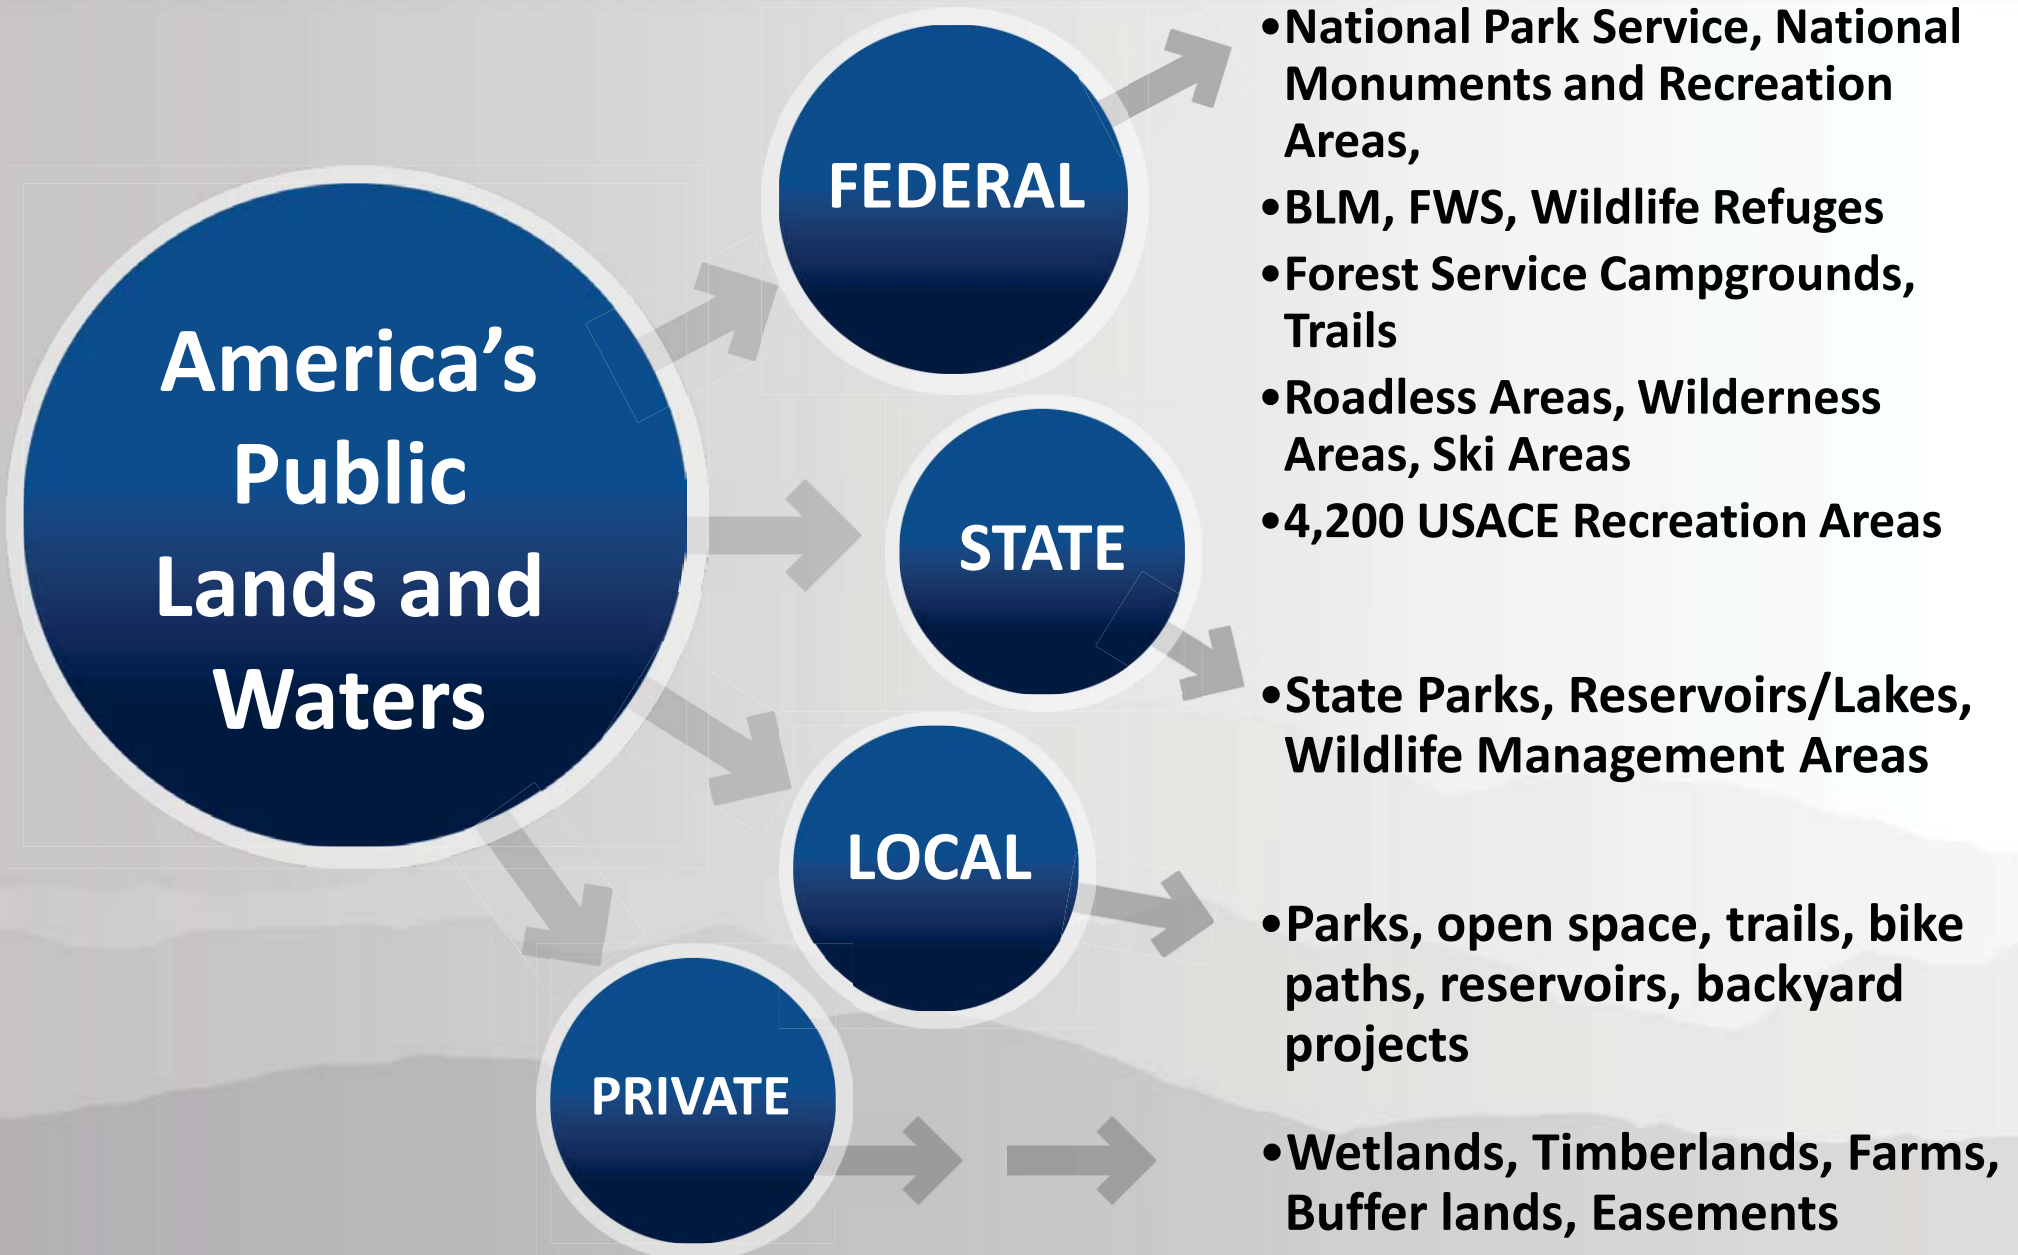 America’s
Public
Lands and
Waters
FEDERAL
•National Park Service, National
Monuments and Recreation
Areas,
•BLM, FWS, Wildlife Refuges
•Forest Service Campgrounds,
Trails
•Roadless Areas, Wilderness
Areas, Ski Areas
•4,200 USACE Recreation Areas
STATE
•State Parks, Reservoirs/Lakes,
Wildlife Management Areas
LOCAL
•Parks, open space, trails, bike
paths, reservoirs, backyard
projects
PRIVATE
•Wetlands, Timberlands, Farms,
Buffer lands, Easements